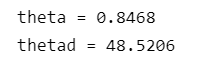 theta = 0.8468
thetad = 48.5206